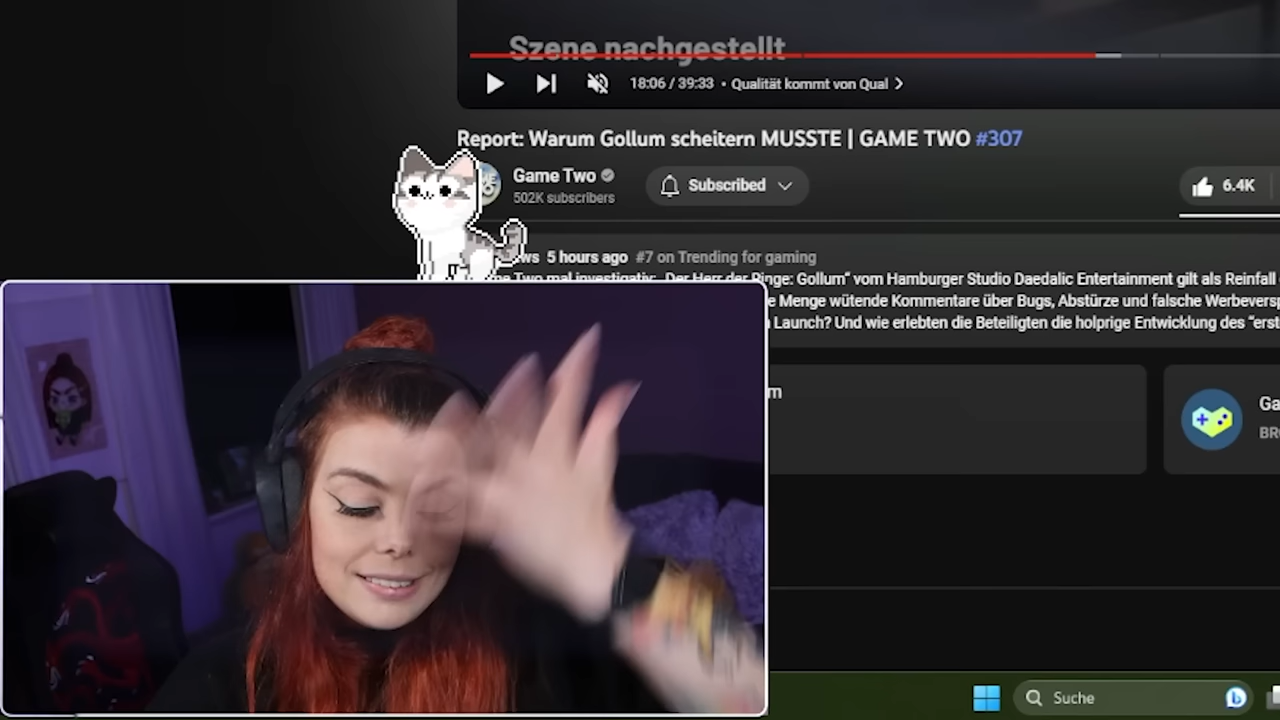 Szene nachgestellt
18:06 / 39:33 • Qualität kommt von Qual
Report: Warum Gollum scheitern MUSSTE | GAME TWO #307
Game Two
502K subscribers
Subscribed
6.4K
5 hours ago #7 on Trending for gaming
Two mal investigativ: „Der Herr der Ringe: Gollum“ vom Hamburger Studio Daedalic Entertainment gilt als Reinfall
Menge wütende Kommentare über Bugs, Abstürze und falsche
Launch? Und wie erlebten die Beteiligten die holprige Entwicklung des
Suche